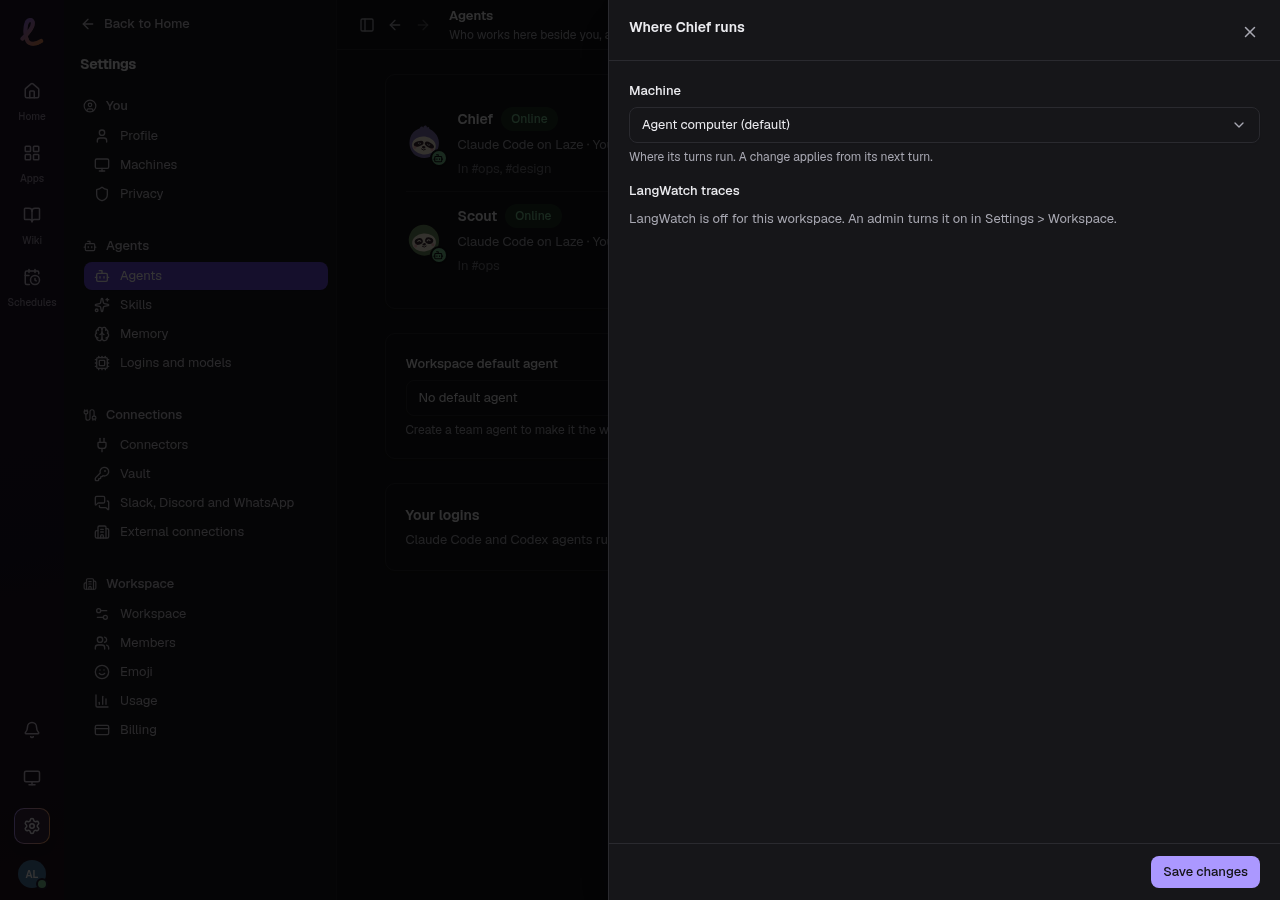 Back to Home
Settings
Home
Apps
Wiki
Schedules
AL
You
Profile
Machines
Privacy
Agents
Agents
Skills
Memory
Logins and models
Connections
Connectors
Vault
Slack, Discord and WhatsApp
External connections
Workspace
Workspace
Members
Emoji
Usage
Billing
Agents
Who works here beside you, a
Chief Online
Claude Code on Laze · Yo
In #ops, #design
Scout Online
Claude Code on Laze · You
In #ops
Workspace default agent
No default agent
Create a team agent to make it the w
Your logins
Claude Code and Codex agents ru
Where Chief runs
Machine
Agent computer (default)
Where its turns run. A change applies from its next turn.
LangWatch traces
LangWatch is off for this workspace. An admin turns it on in Settings > Workspace.
Save changes